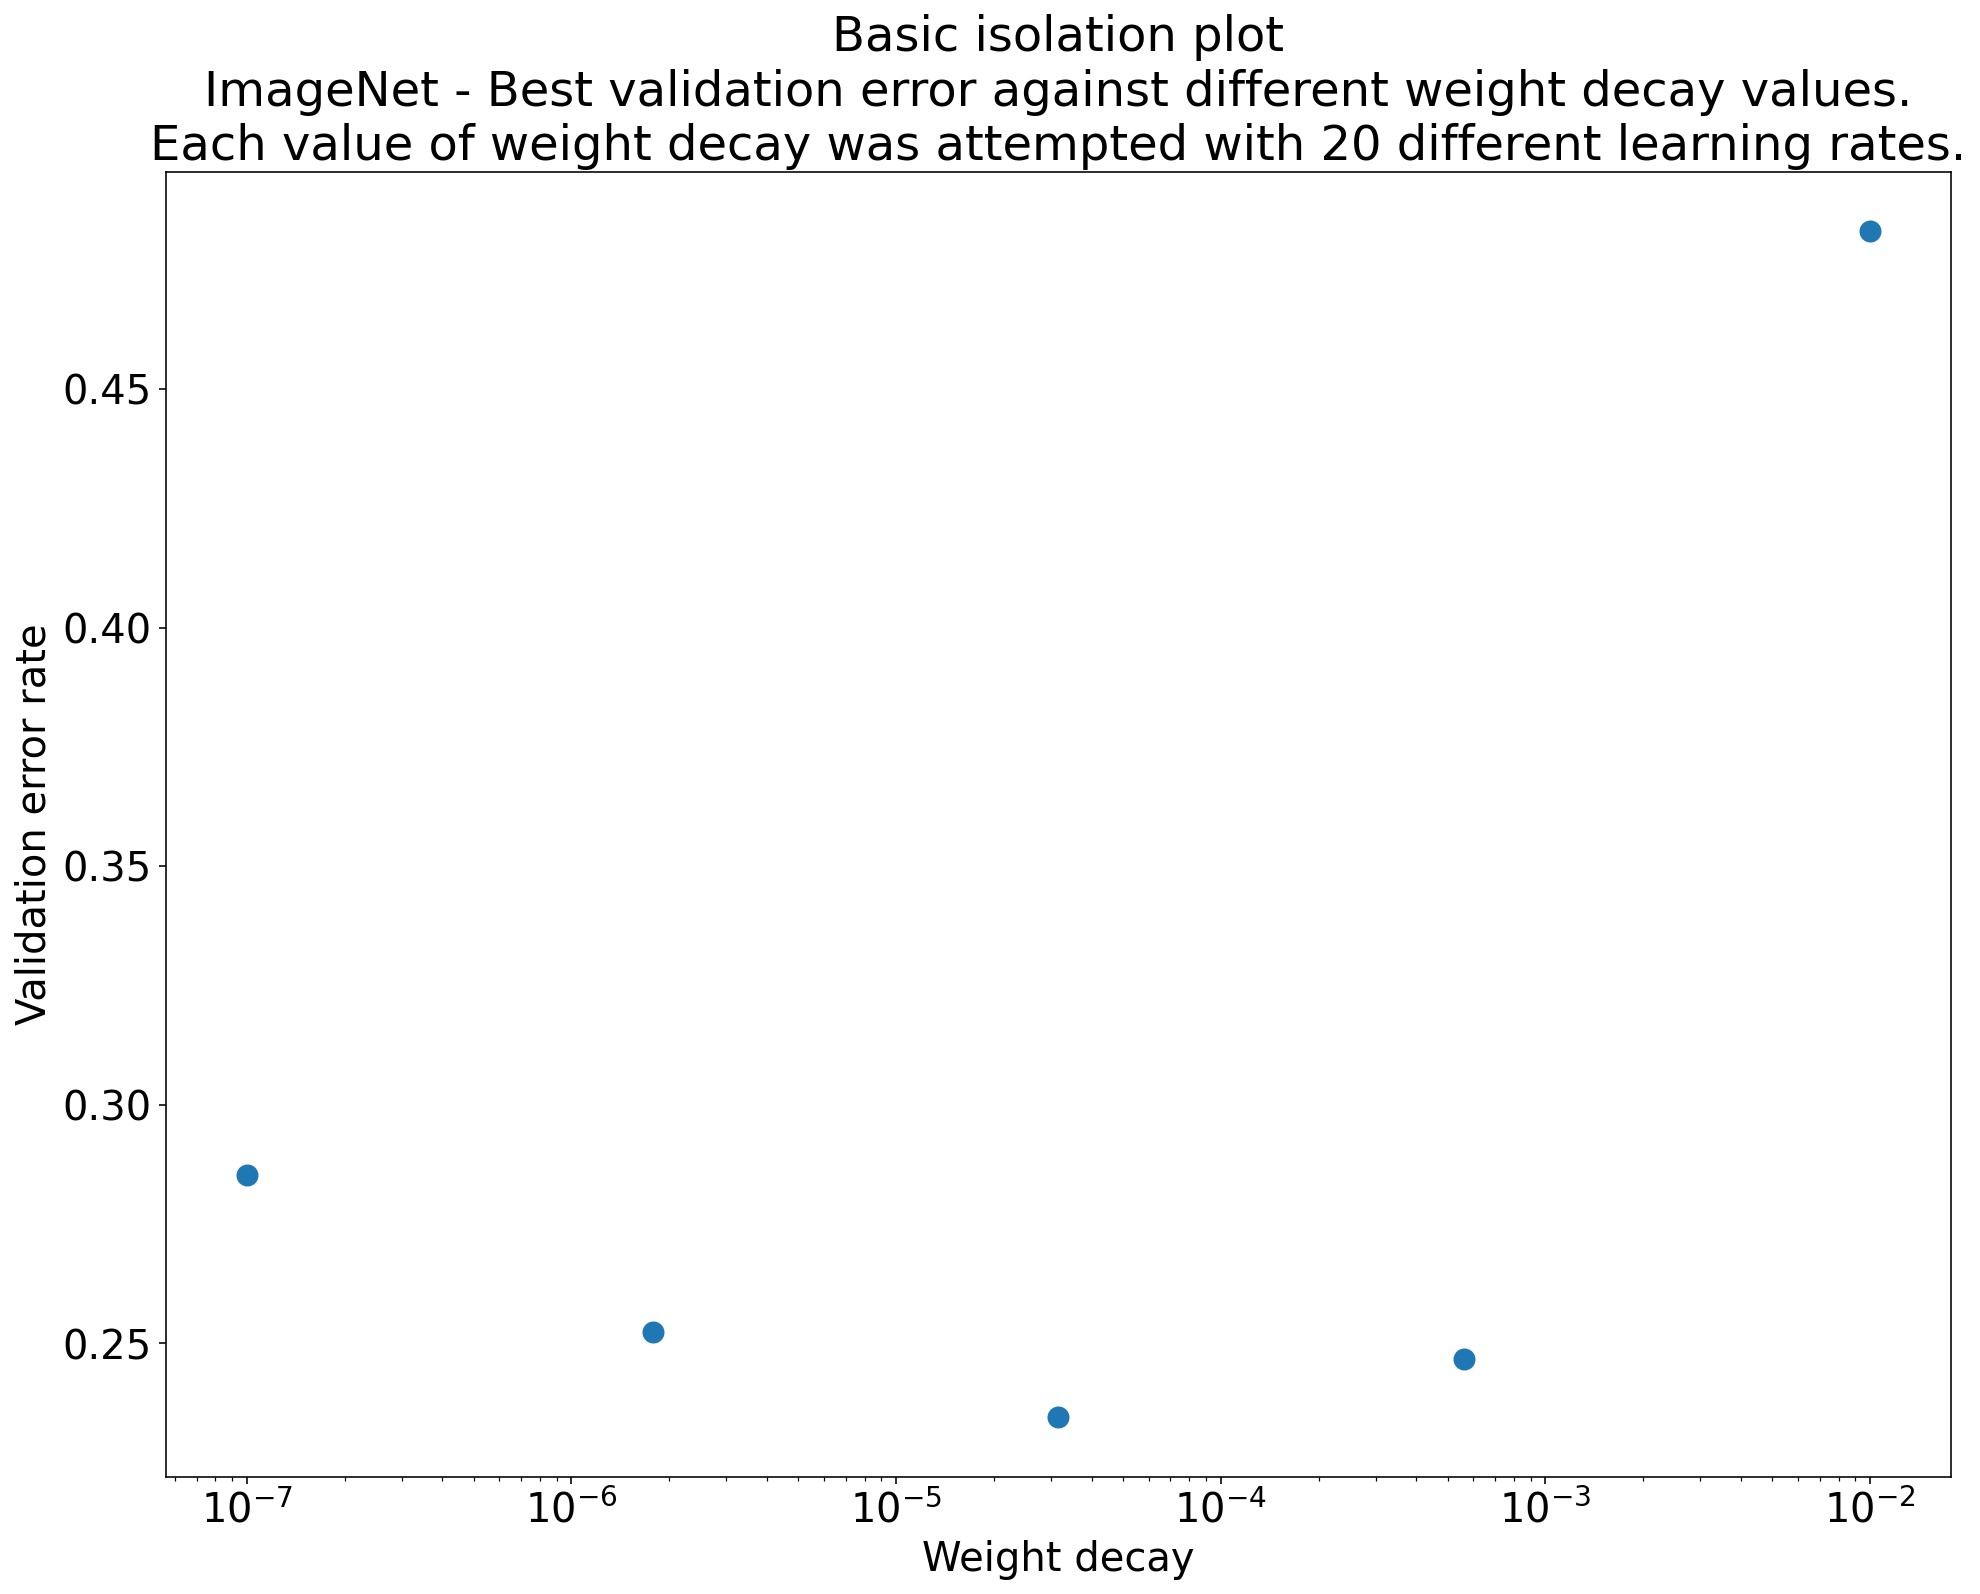 Basic isolation plot
ImageNet - Best validation error against different weight decay values.
Each value of weight decay was attempted with 20 different learning rates.
Validation error rate
0.45
0.40
0.35
0.30
0.25
10⁻⁷ 10⁻⁶ 10⁻⁵ 10⁻⁴ 10⁻³ 10⁻²
Weight decay